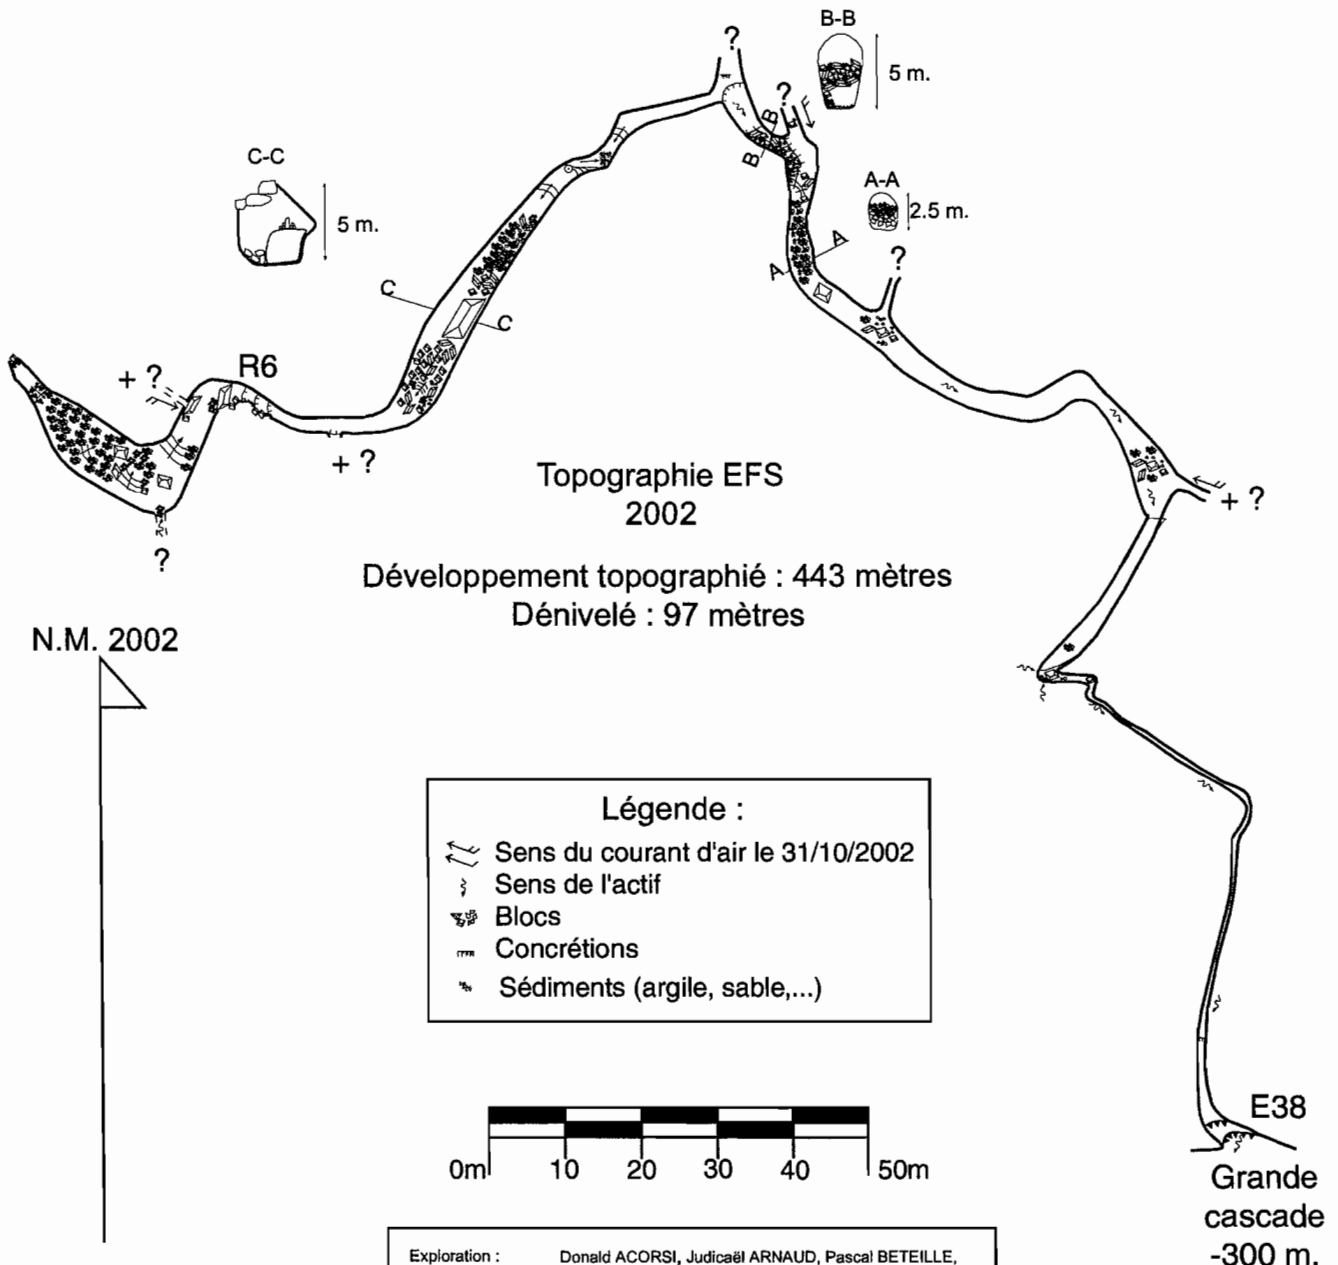 ?
B-B
5 m.
?
B
B
C-C
5 m.
A-A
2.5 m.
A
A
?
C
C
R6
+ ?
+ ?
?
+ ?
Topographie EFS
2002
Développement topographié : 443 mètres
Dénivelé : 97 mètres
N.M. 2002
Légende :
Sens du courant d'air le 31/10/2002
Sens de l'actif
Blocs
Concrétions
Sédiments (argile, sable,...)
0m 10 20 30 40 50m
E38
Grande
cascade
-300 m.
Exploration : Donald ACORSI, Judicaël ARNAUD, Pascal BETEILLE,